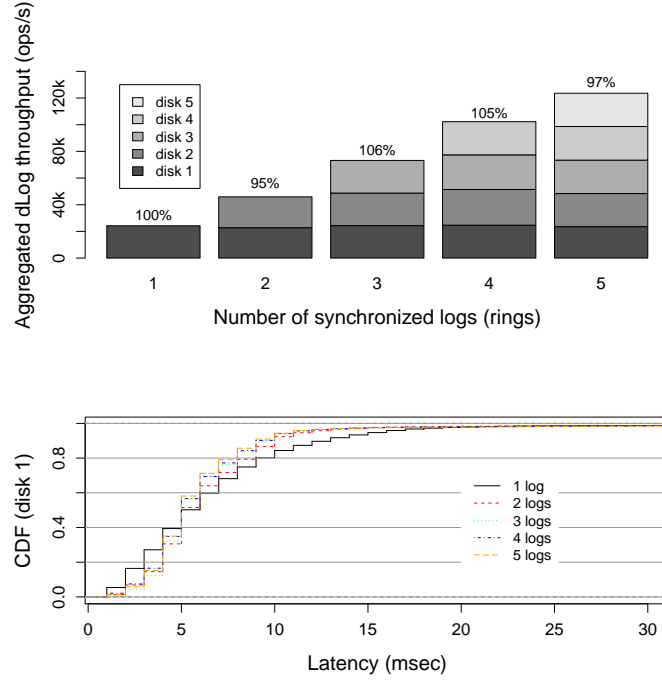 Aggregated dLog throughput (ops/s)
0
40k
80k
120k
disk 5
disk 4
disk 3
disk 2
disk 1
100%
95%
106%
105%
97%
1 2 3 4 5
Number of synchronized logs (rings)
CDF (disk 1)
0.0
0.4
0.8
1 log
2 logs
3 logs
4 logs
5 logs
0 5 10 15 20 25 30
Latency (msec)